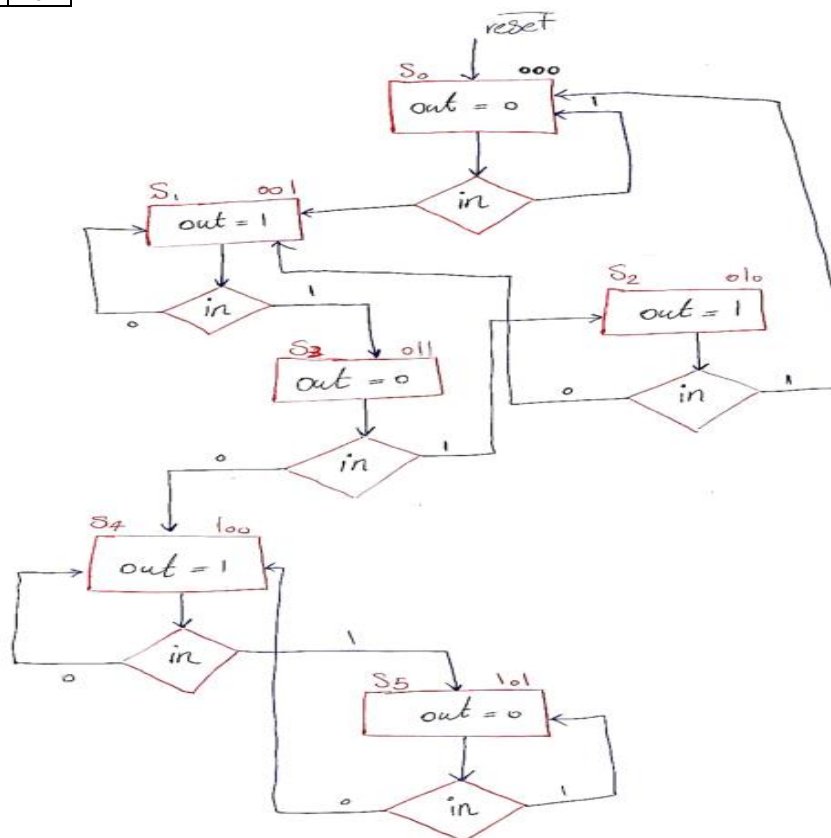 reset
S0 000
out = 0
1
in
S1 001
out = 1
in
0
1
S2 010
out = 1
in
0
1
S3 011
out = 0
in
0
1
S4 100
out = 1
in
0
1
S5 101
out = 0
in
0
1